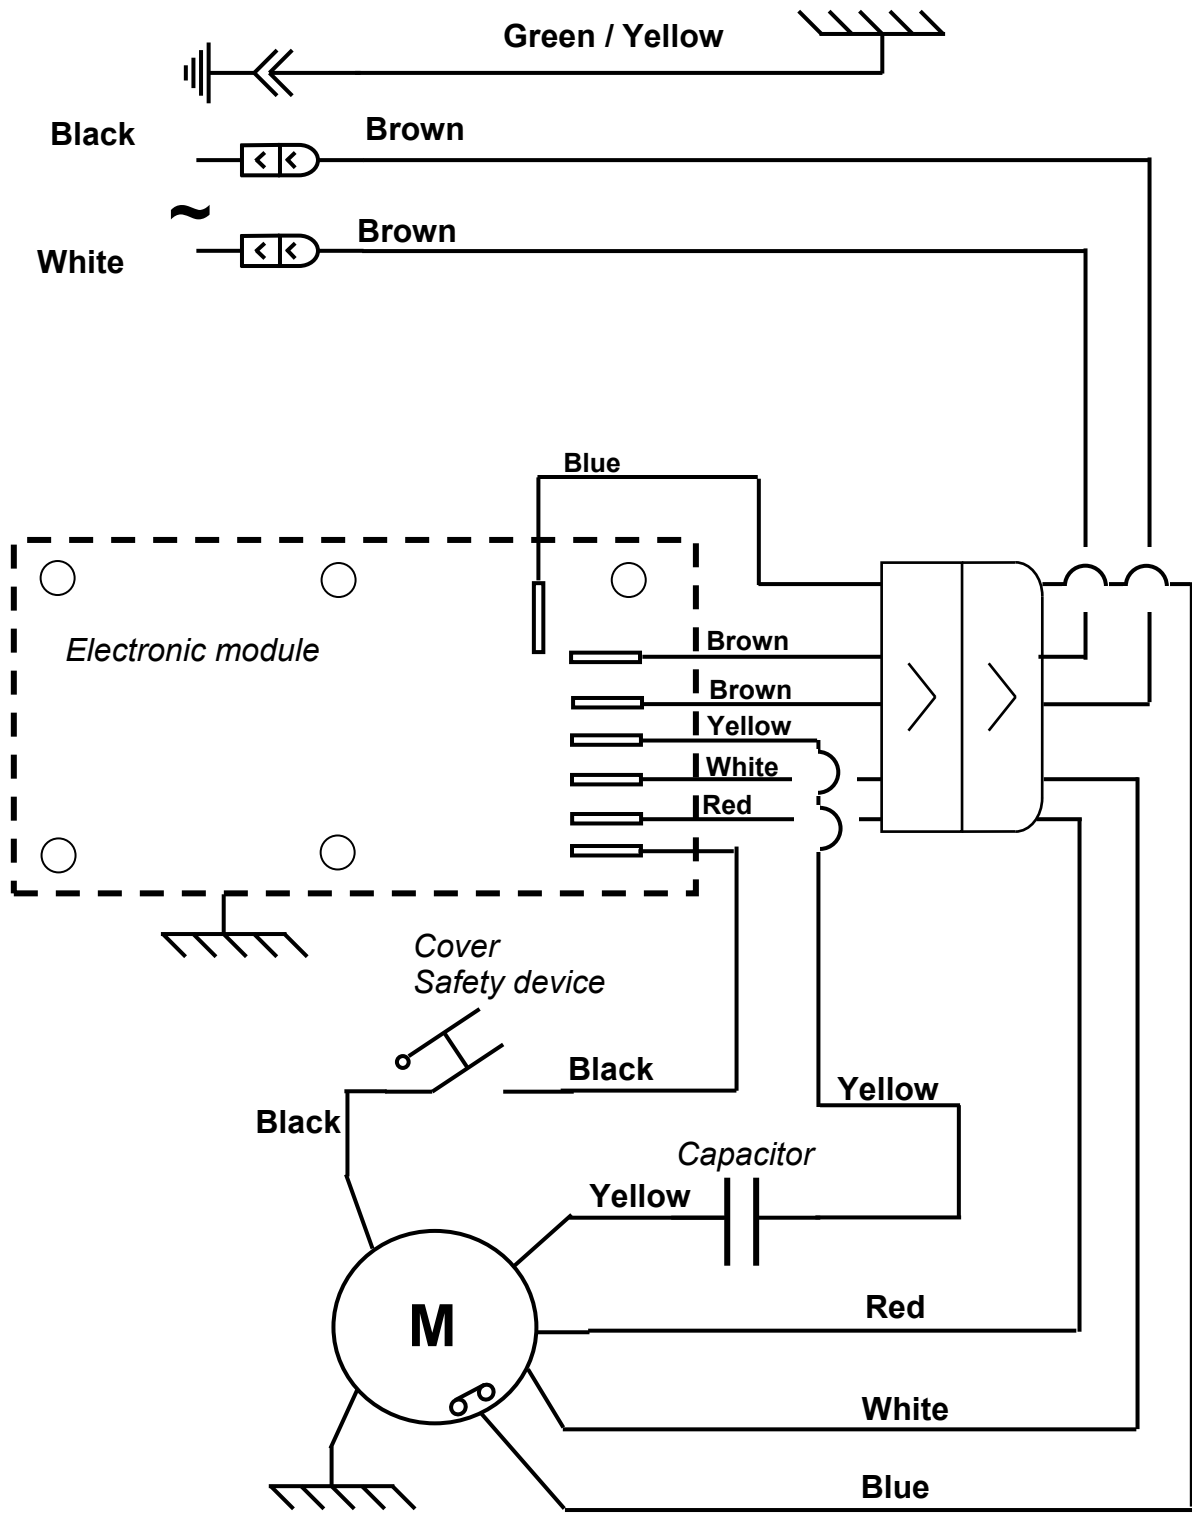 Green / Yellow
Black
Brown
~
White
Brown
Blue
Electronic module
Brown
Brown
Yellow
White
Red
Cover
Safety device
Black
Black
Yellow
Capacitor
Yellow
M
Red
White
Blue